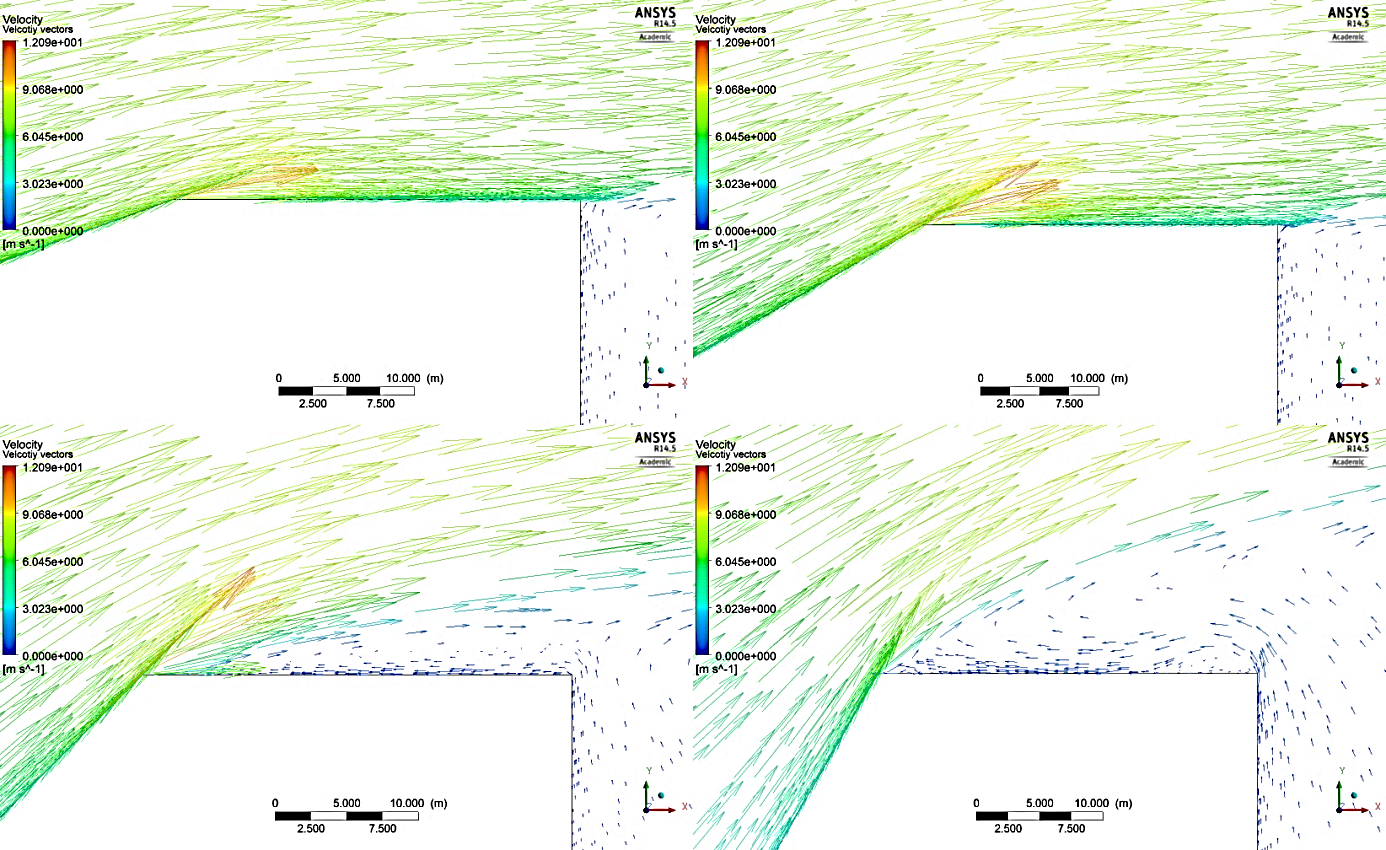 Velocity
Velcotiy vectors
1.209e+001
9.068e+000
6.045e+000
3.023e+000
0.000e+000
[m s^-1]
ANSYS
R14.5
Academic
0 5.000 10.000 (m)
2.500 7.500
Y
Z X
Velocity
Velcotiy vectors
1.209e+001
9.068e+000
6.045e+000
3.023e+000
0.000e+000
[m s^-1]
ANSYS
R14.5
Academic
0 5.000 10.000 (m)
2.500 7.500
Y
Z X
Velocity
Velcotiy vectors
1.209e+001
9.068e+000
6.045e+000
3.023e+000
0.000e+000
[m s^-1]
ANSYS
R14.5
Academic
0 5.000 10.000 (m)
2.500 7.500
Y
Z X
Velocity
Velcotiy vectors
1.209e+001
9.068e+000
6.045e+000
3.023e+000
0.000e+000
[m s^-1]
ANSYS
R14.5
Academic
0 5.000 10.000 (m)
2.500 7.500
Y
Z X